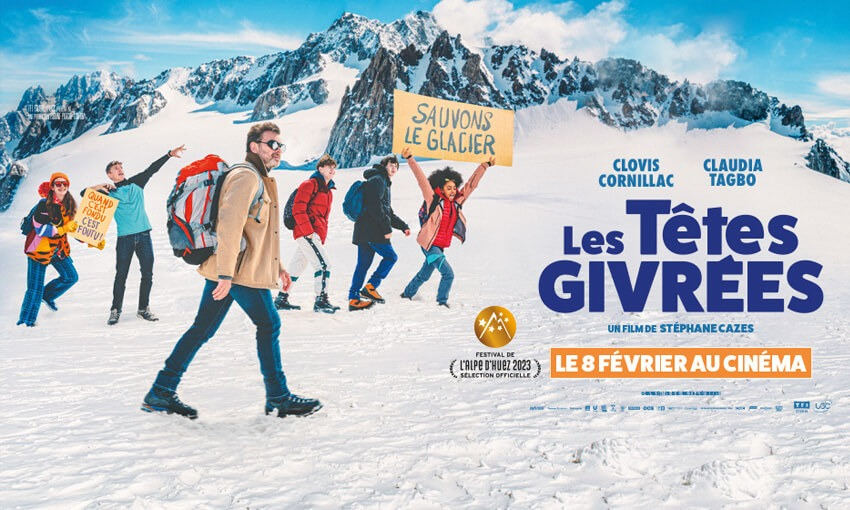 SAUVONS
LE GLACIER
QUAND
C'EST
FONDU
C'EST
FOUTU!
CLOVIS
CORNILLAC
CLAUDIA
TAGBO
LES TÊTES
GIVRÉES
UN FILM DE STÉPHANE CAZES
LE 8 FÉVRIER AU CINÉMA
FESTIVAL DE
L'ALPE D'HUEZ 2023
SÉLECTION OFFICIELLE